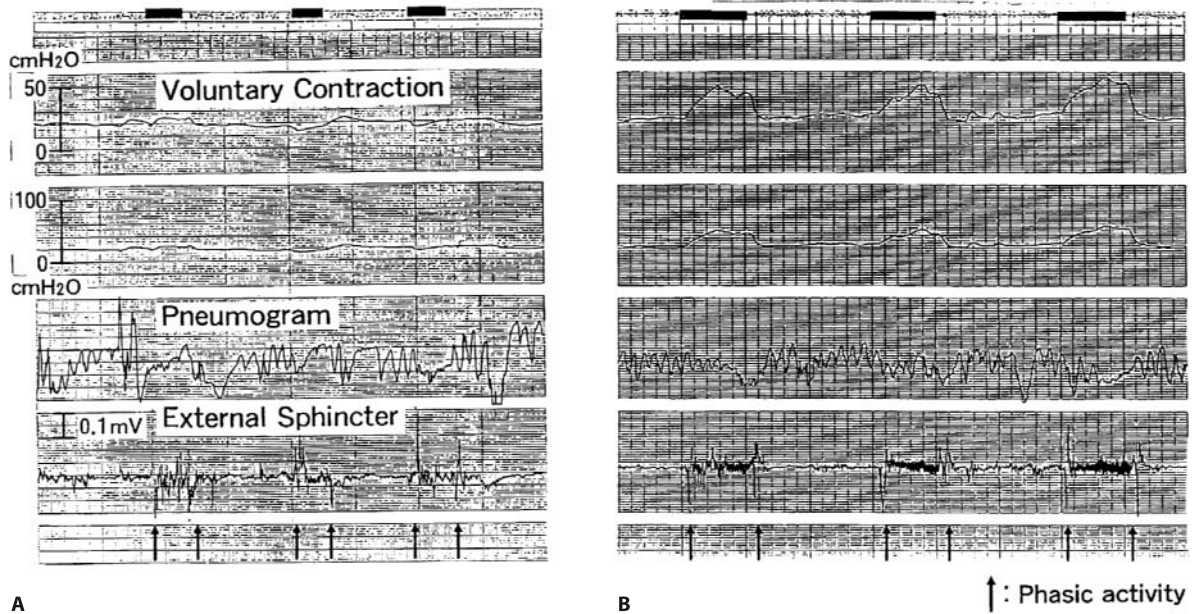 cmH2O
50
Voluntary Contraction
0
100
0
cmH2O
Pneumogram
0.1mV
External Sphincter
A
B
: Phasic activity